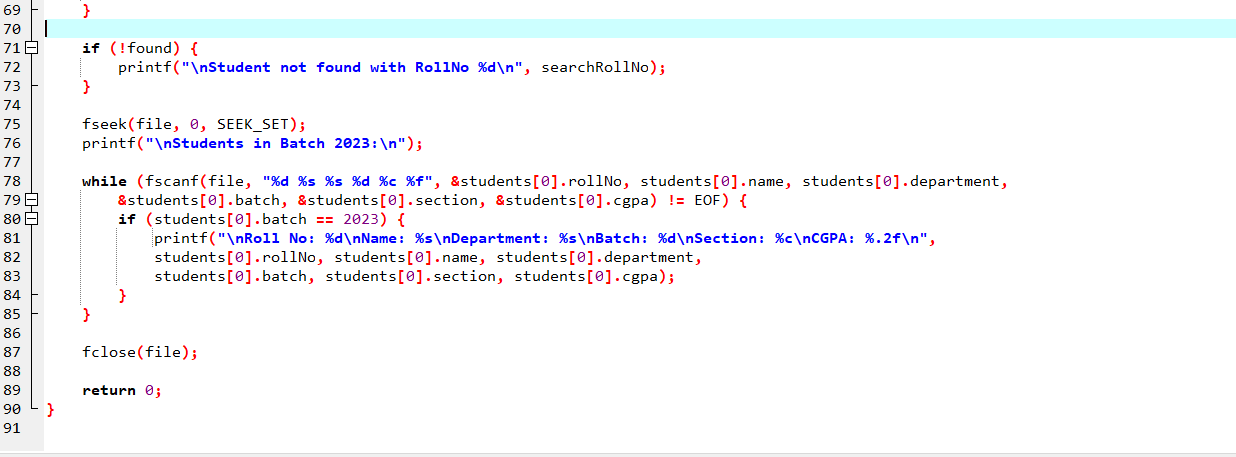 69 }
70
71 if (!found) {
72 printf("\nStudent not found with RollNo %d\n", searchRollNo);
73 }
74
75 fseek(file, 0, SEEK_SET);
76 printf("\nStudents in Batch 2023:\n");
77
78 while (fscanf(file, "%d %s %s %d %c %f", &students[0].rollNo, students[0].name, students[0].department,
79 &students[0].batch, &students[0].section, &students[0].cgpa) != EOF) {
80 if (students[0].batch == 2023) {
81 printf("\nRoll No: %d\nName: %s\nDepartment: %s\nBatch: %d\nSection: %c\nCGPA: %.2f\n",
82 students[0].rollNo, students[0].name, students[0].department,
83 students[0].batch, students[0].section, students[0].cgpa);
84 }
85 }
86
87 fclose(file);
88
89 return 0;
90 }
91